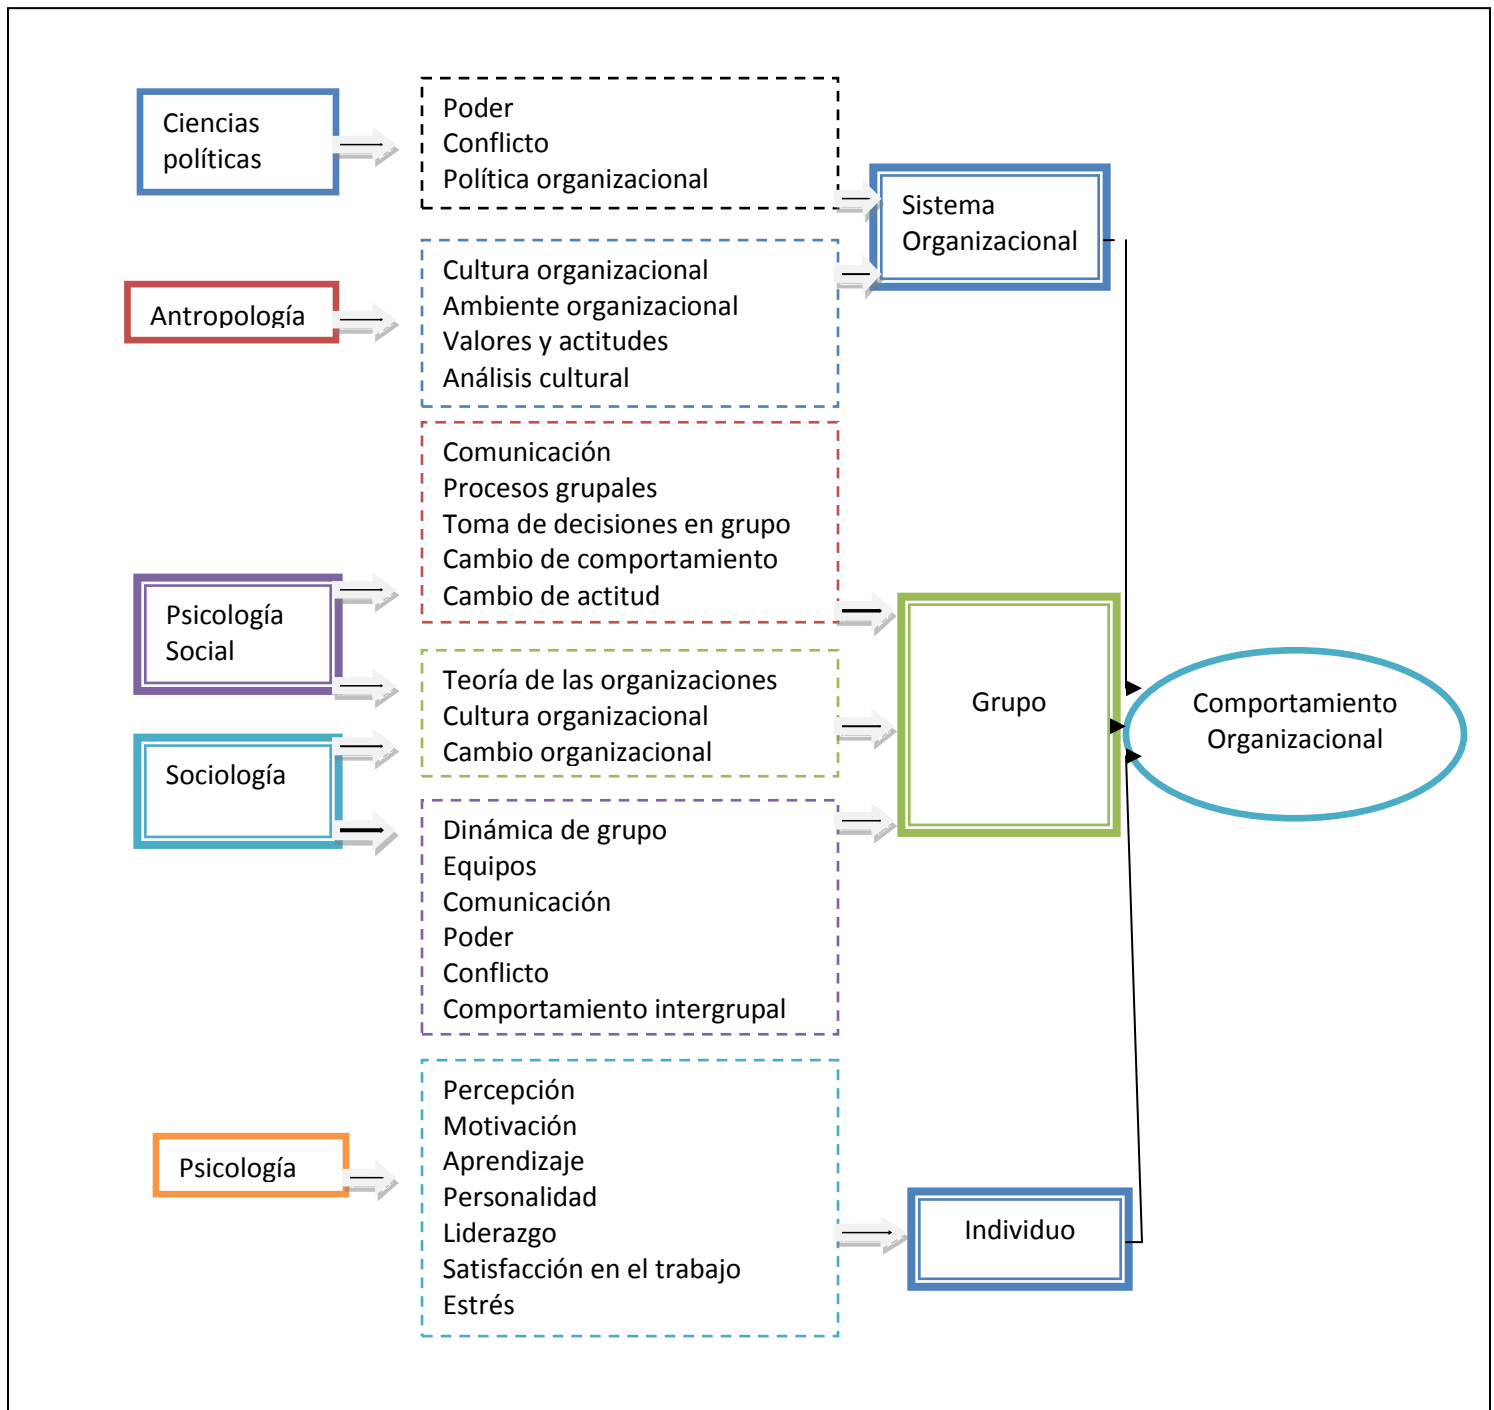 Ciencias
políticas
Poder
Conflicto
Política organizacional
Sistema
Organizacional
Antropología
Cultura organizacional
Ambiente organizacional
Valores y actitudes
Análisis cultural
Comunicación
Procesos grupales
Toma de decisiones en grupo
Cambio de comportamiento
Cambio de actitud
Psicología
Social
Teoría de las organizaciones
Cultura organizacional
Cambio organizacional
Grupo
Comportamiento
Organizacional
Sociología
Dinámica de grupo
Equipos
Comunicación
Poder
Conflicto
Comportamiento intergrupal
Psicología
Percepción
Motivación
Aprendizaje
Personalidad
Liderazgo
Satisfacción en el trabajo
Estrés
Individuo